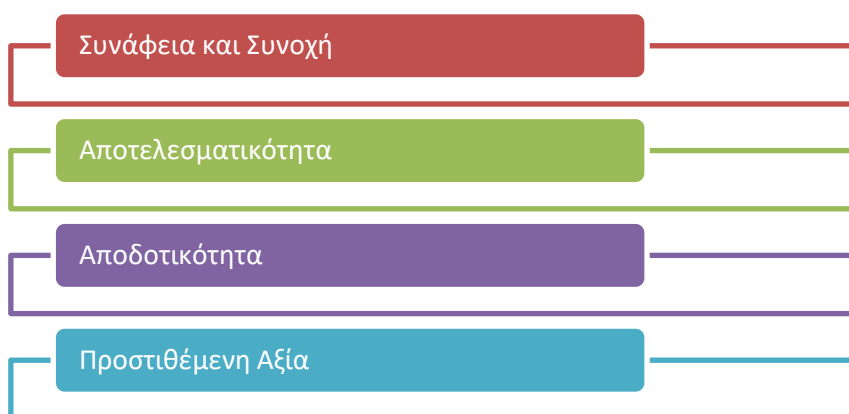 Συνάφεια και Συνοχή
Αποτελεσματικότητα
Αποδοτικότητα
Προστιθέμενη Αξία